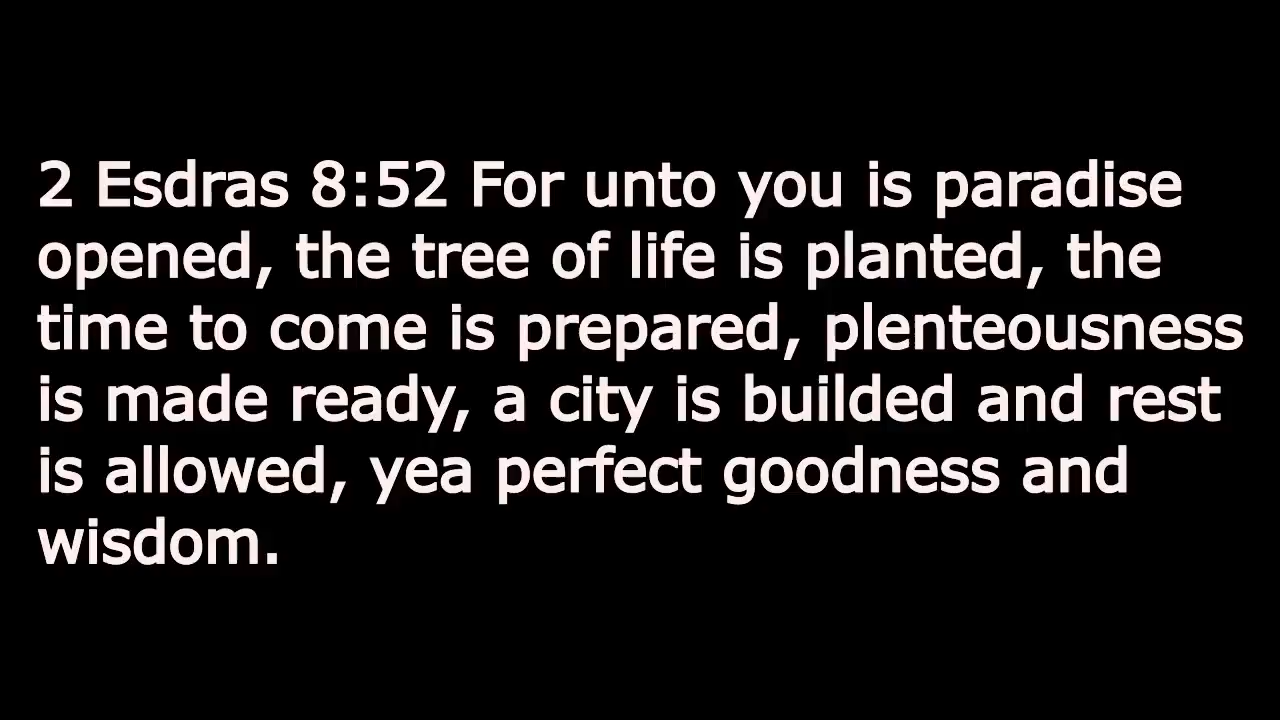 2 Esdras 8:52 For unto you is paradise
opened, the tree of life is planted, the
time to come is prepared, plenteousness
is made ready, a city is builded and rest
is allowed, yea perfect goodness and
wisdom.